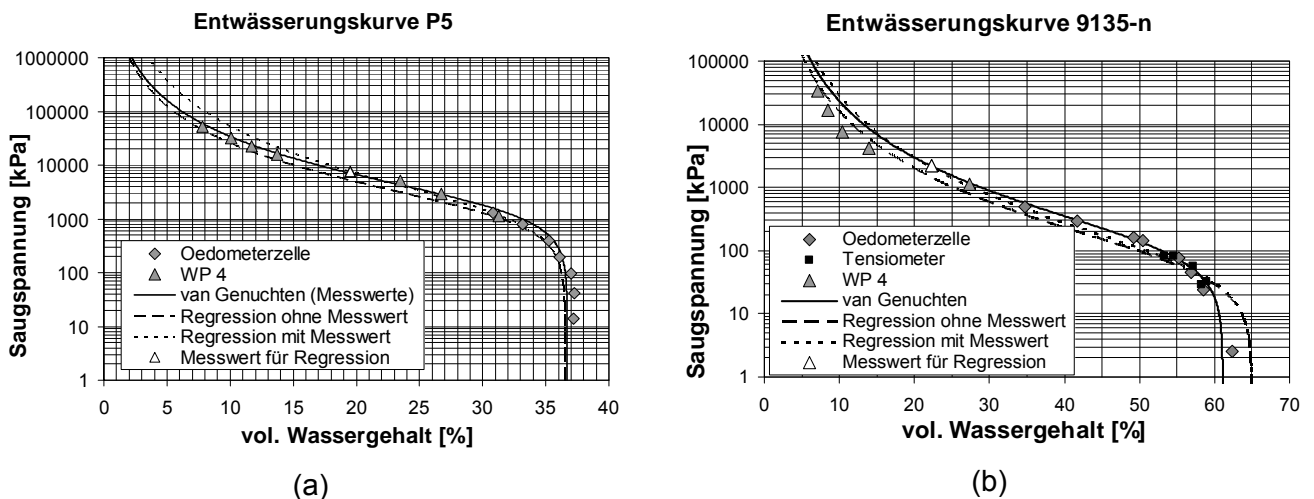 Entwässerungskurve P5
Saugspannung [kPa]
1000000
100000
10000
1000
100
10
1
Oedometerzelle
WP 4
van Genuchten (Messwerte)
Regression ohne Messwert
Regression mit Messwert
Messwert für Regression
0 5 10 15 20 25 30 35 40
vol. Wassergehalt [%]
(a)
Entwässerungskurve 9135-n
Saugspannung [kPa]
100000
10000
1000
100
10
1
Oedometerzelle
Tensiometer
WP 4
van Genuchten
Regression ohne Messwert
Regression mit Messwert
Messwert für Regression
0 10 20 30 40 50 60 70
vol. Wassergehalt [%]
(b)